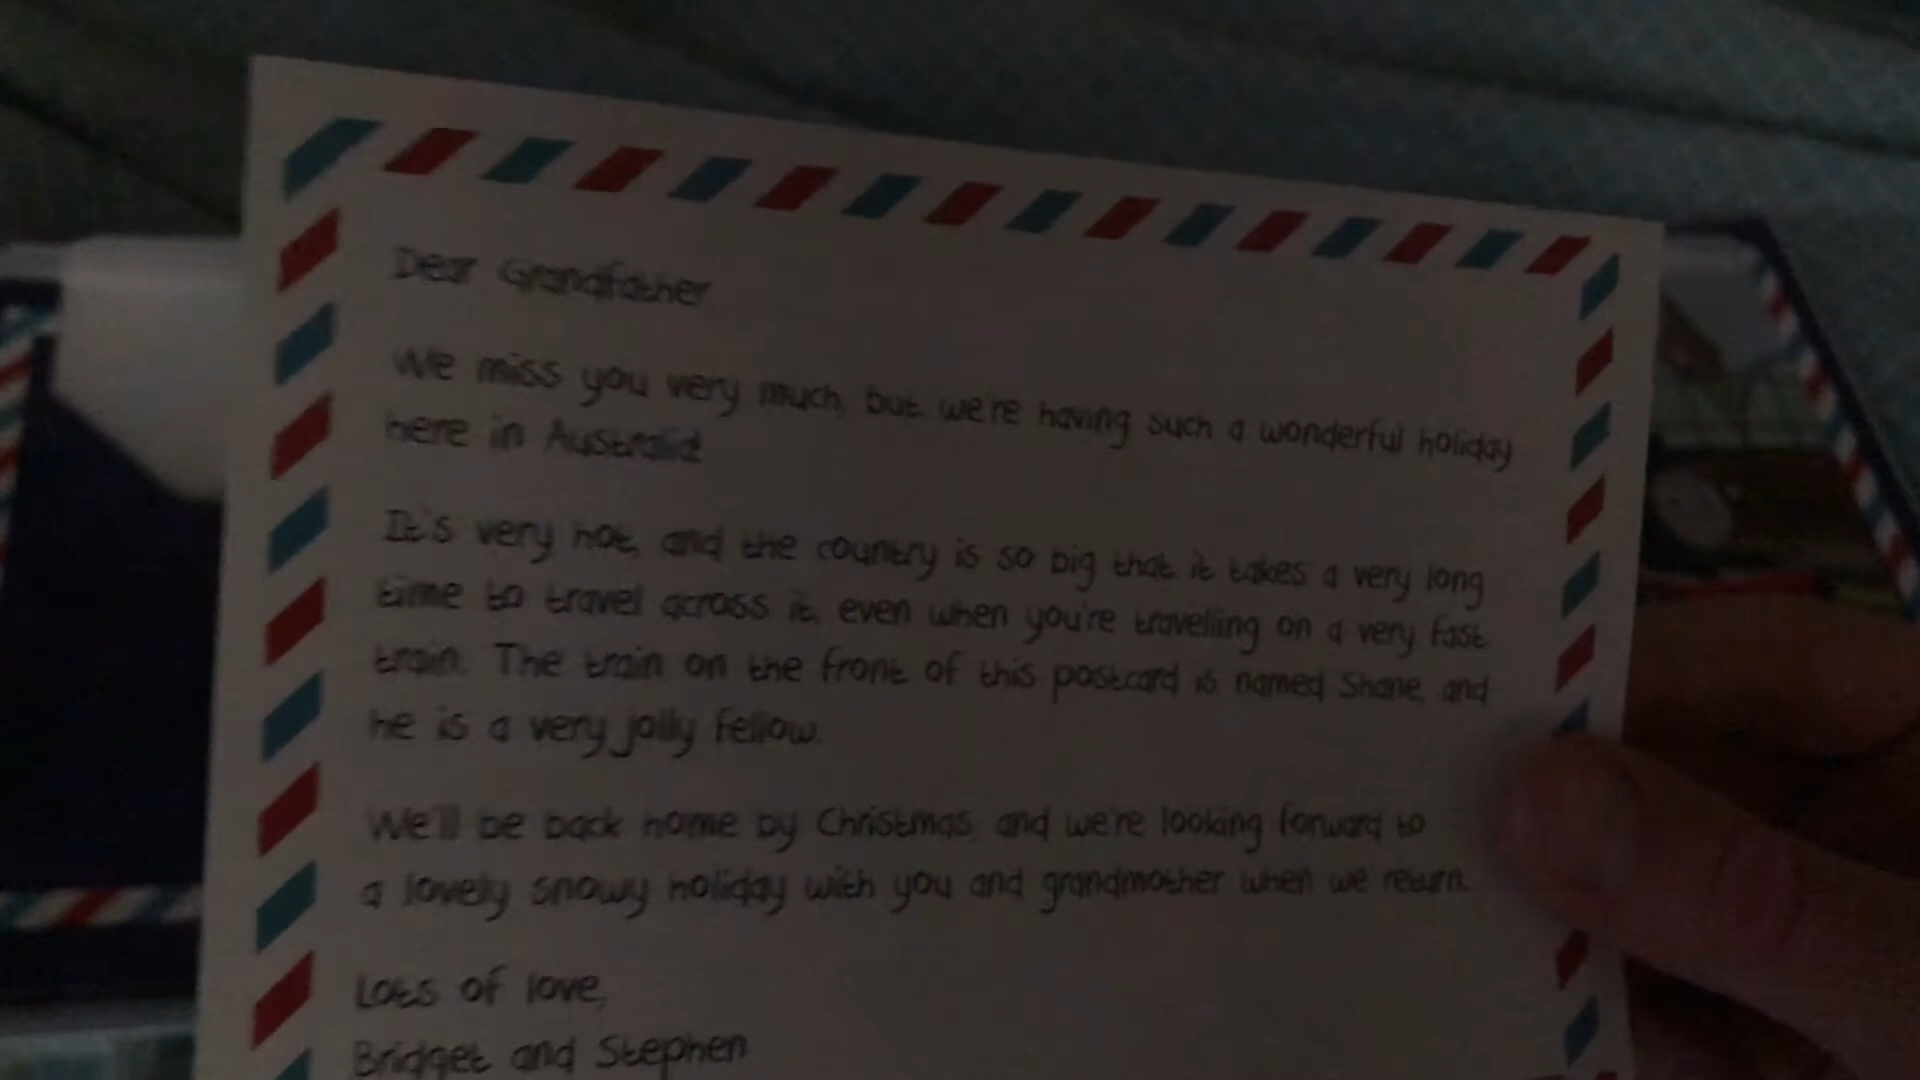 Dear Grandfather
We miss you very much, but we're having such a wonderful holiday
here in Australia
It's very hot, and the country is so big that it takes a very long
time to travel across it, even when you're travelling on a very fast
train. The train on the front of this postcard is named Shane, and
he is a very jolly fellow.
We'll be back home by Christmas, and we're looking forward to
a lovely snowy holiday with you and grandmother when we return.
Lots of love,
Bridget and Stephen